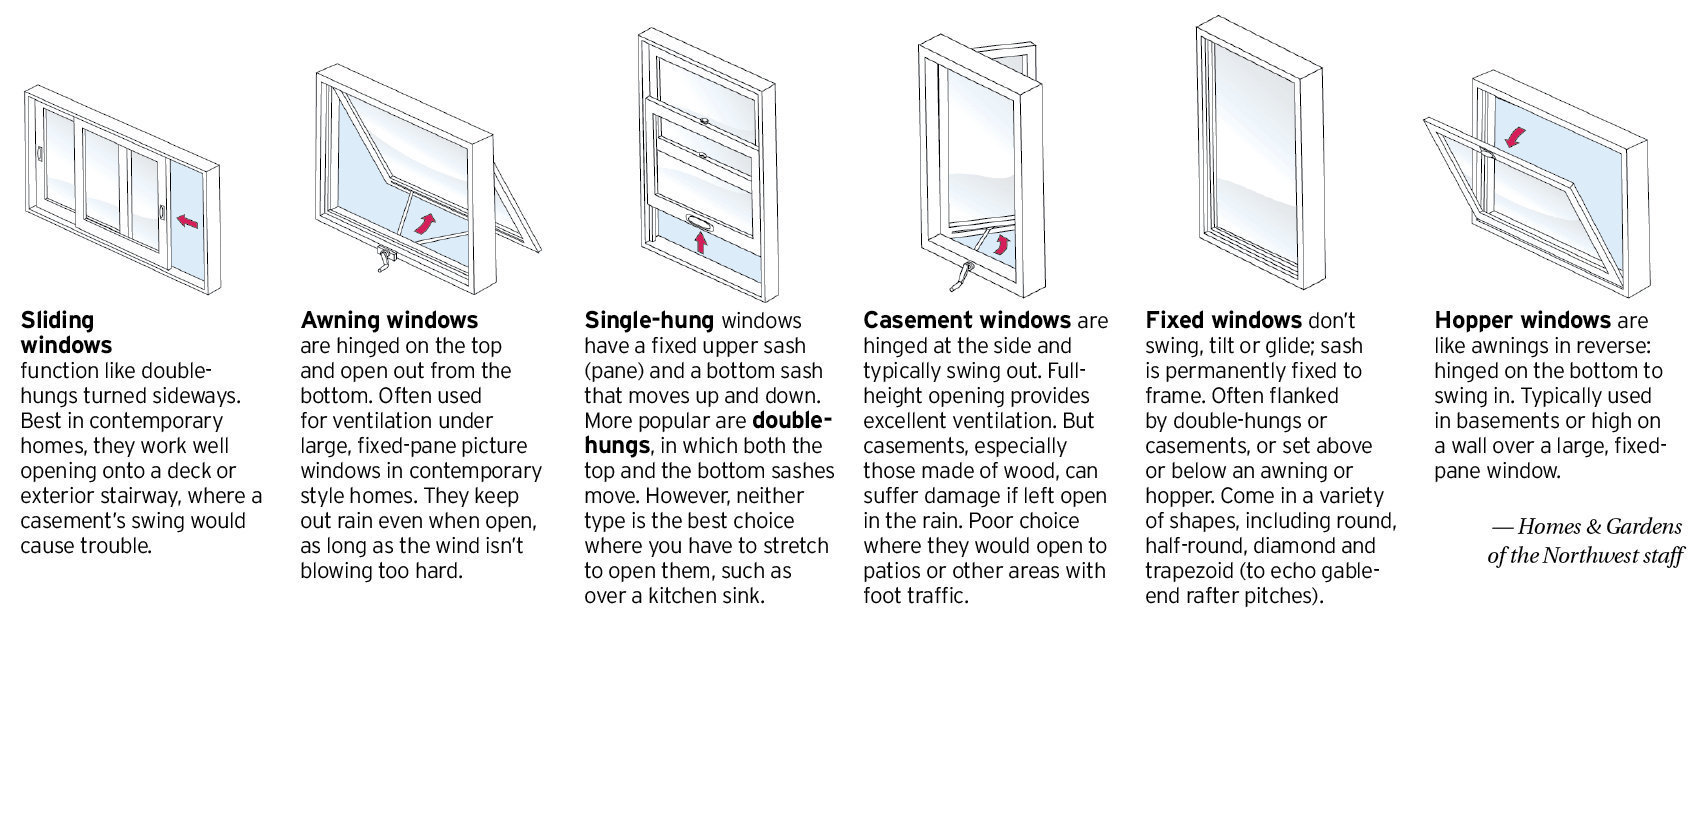 Sliding
windows
function like double-
hungs turned sideways.
Best in contemporary
homes, they work well
opening onto a deck or
exterior stairway, where a
casement’s swing would
cause trouble.
Awning windows
are hinged on the top
and open out from the
bottom. Often used
for ventilation under
large, fixed-pane picture
windows in contemporary
style homes. They keep
out rain even when open,
as long as the wind isn’t
blowing too hard.
Single-hung windows
have a fixed upper sash
(pane) and a bottom sash
that moves up and down.
More popular are double-
hungs, in which both the
top and the bottom sashes
move. However, neither
type is the best choice
where you have to stretch
to open them, such as
over a kitchen sink.
Casement windows are
hinged at the side and
typically swing out. Full-
height opening provides
excellent ventilation. But
casements, especially
those made of wood, can
suffer damage if left open
in the rain. Poor choice
where they would open to
patios or other areas with
foot traffic.
Fixed windows don’t
swing, tilt or glide; sash
is permanently fixed to
frame. Often flanked
by double-hungs or
casements, or set above
or below an awning or
hopper. Come in a variety
of shapes, including round,
half-round, diamond and
trapezoid (to echo gable-
end rafter pitches).
Hopper windows are
like awnings in reverse:
hinged on the bottom to
swing in. Typically used
in basements or high on
a wall over a large, fixed-
pane window.
— Homes & Gardens
of the Northwest staff